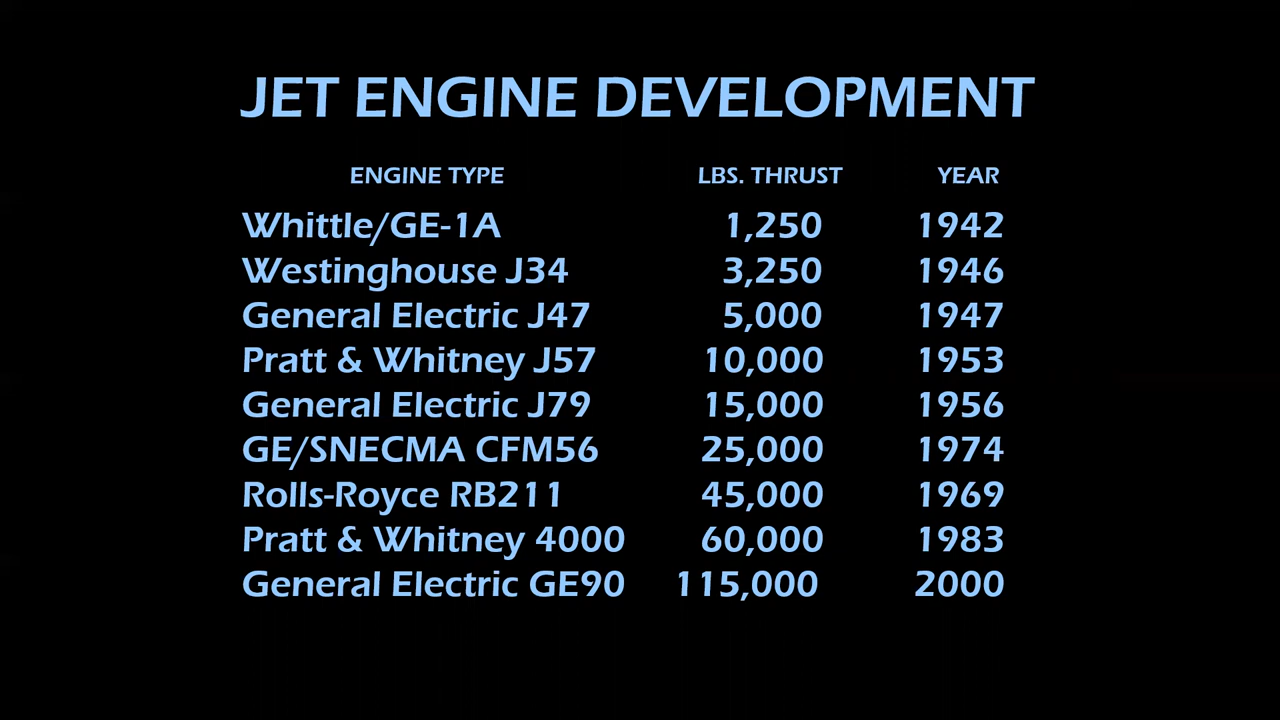 JET ENGINE DEVELOPMENT
ENGINE TYPE LBS. THRUST YEAR
Whittle/GE-1A 1,250 1942
Westinghouse J34 3,250 1946
General Electric J47 5,000 1947
Pratt & Whitney J57 10,000 1953
General Electric J79 15,000 1956
GE/SNECMA CFM56 25,000 1974
Rolls-Royce RB211 45,000 1969
Pratt & Whitney 4000 60,000 1983
General Electric GE90 115,000 2000